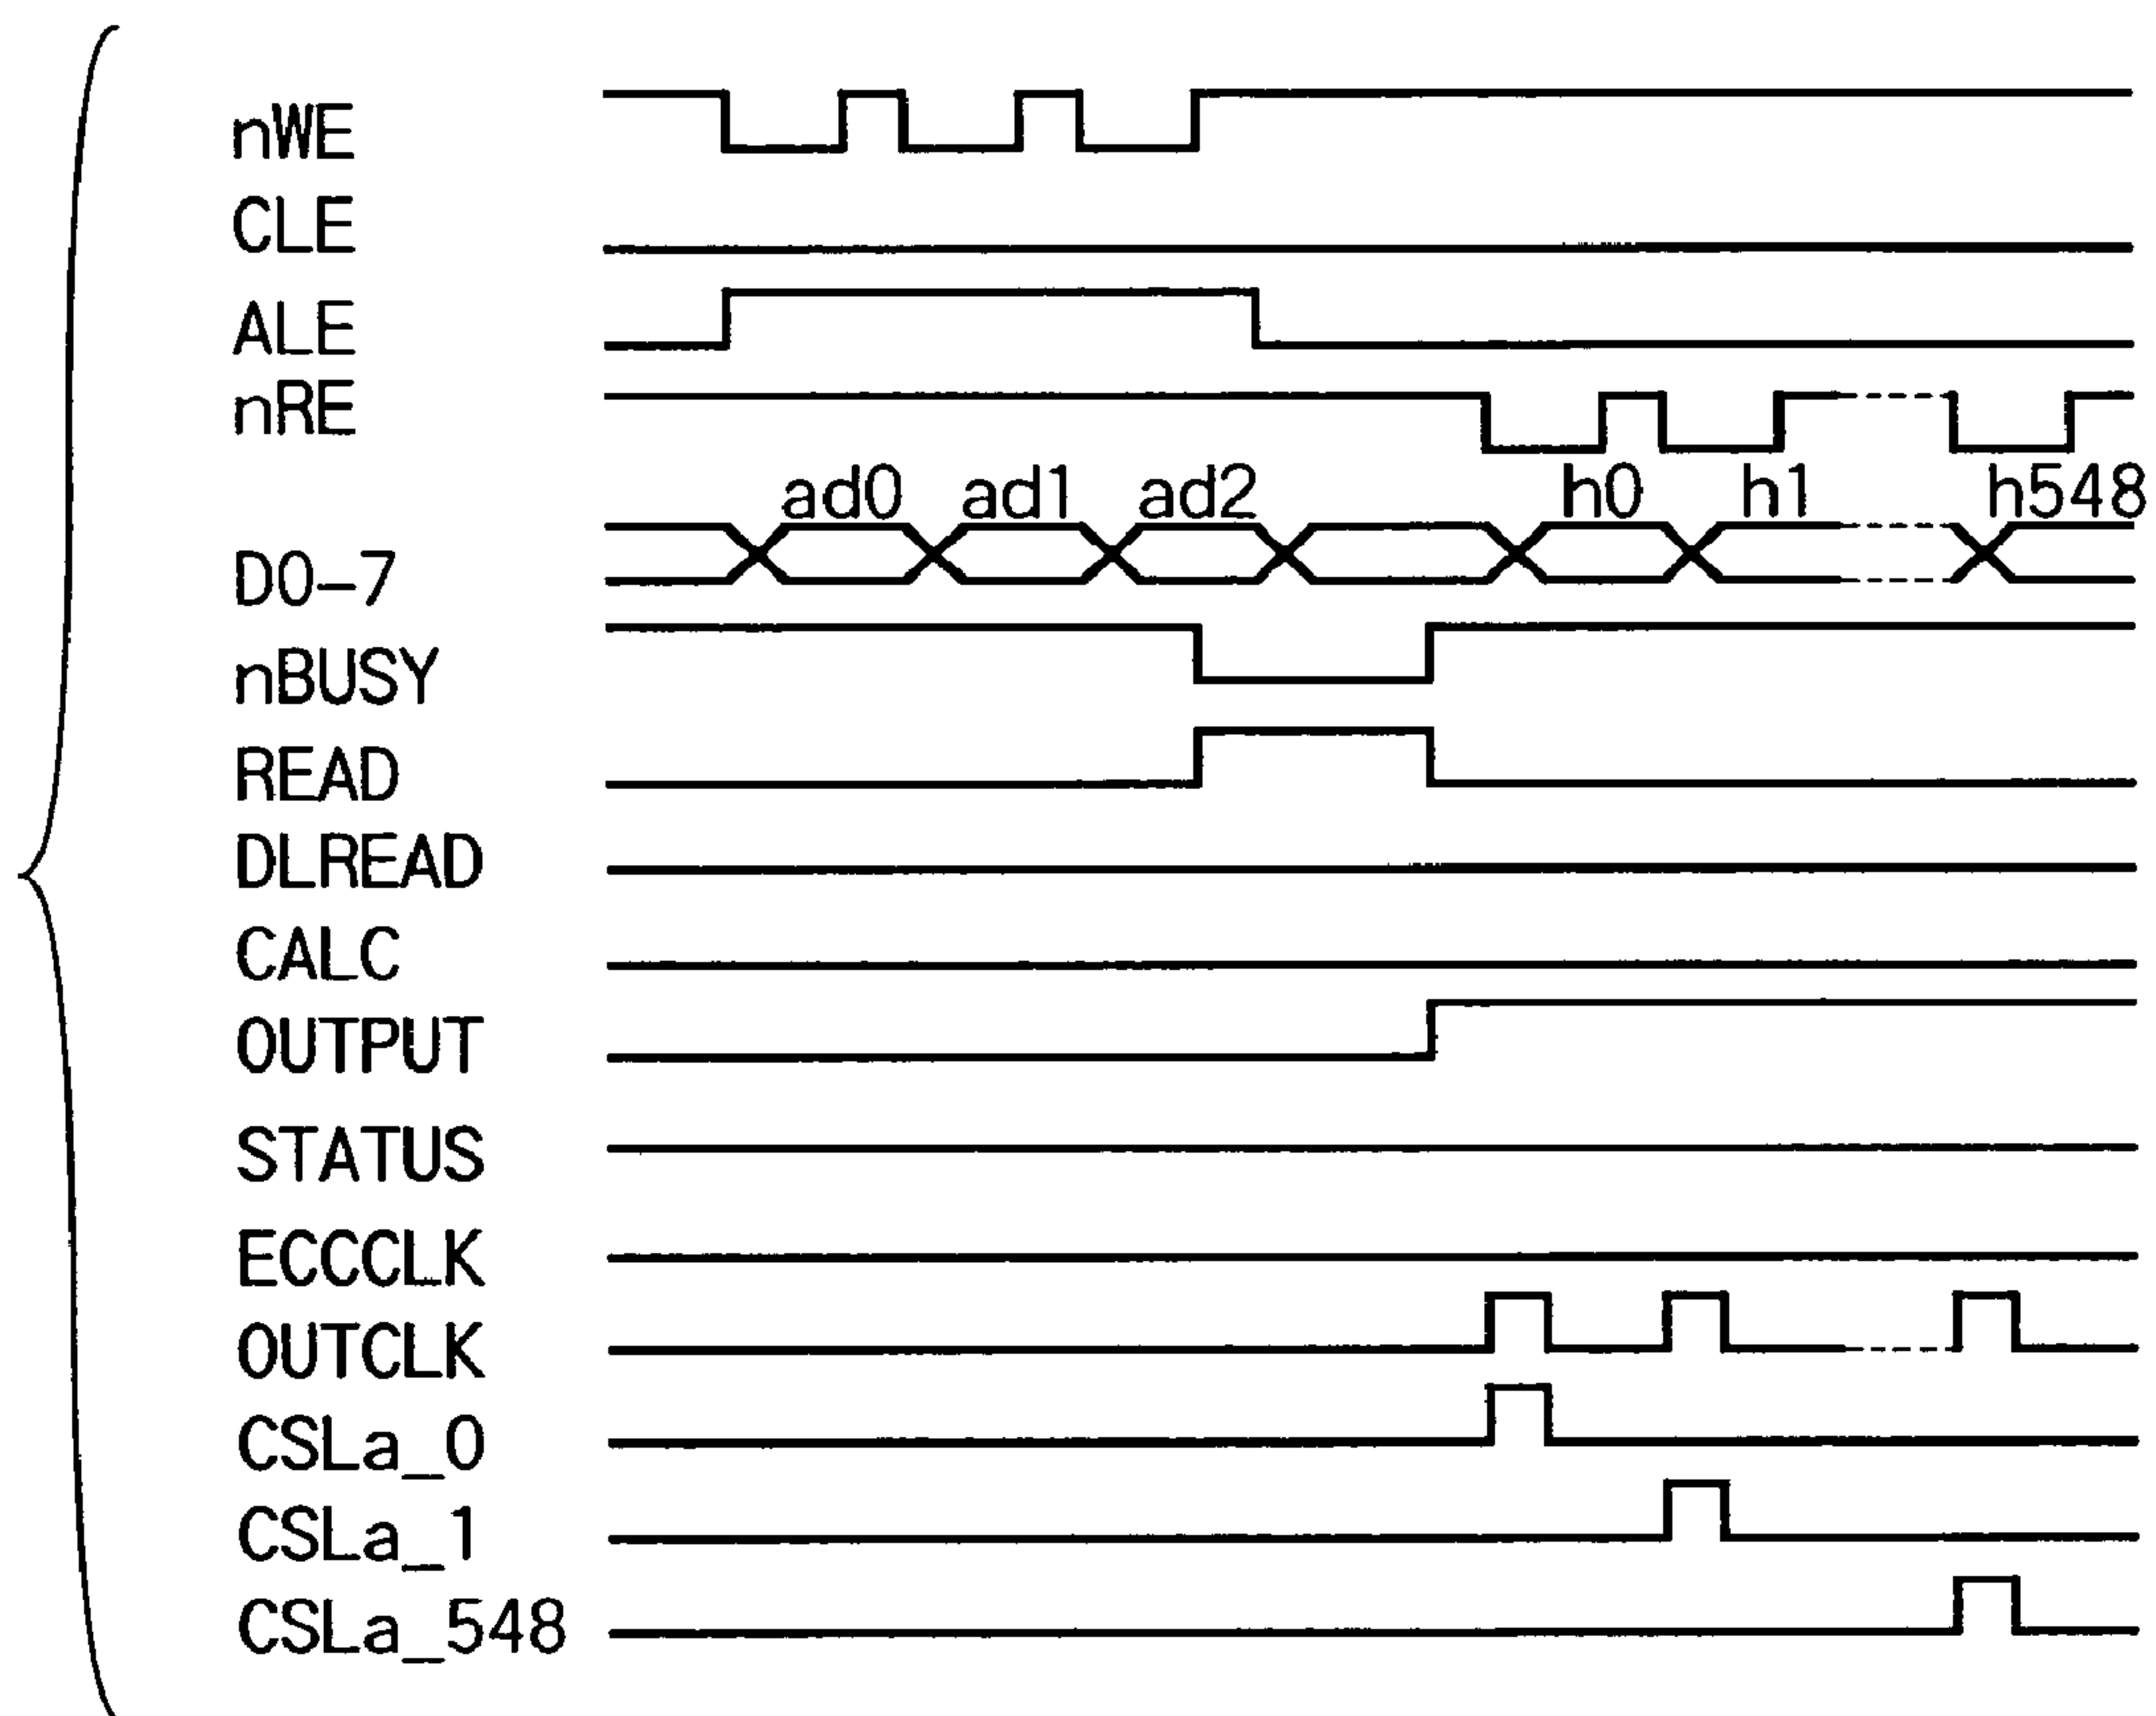 nWE
CLE
ALE
nRE
ad0 ad1 ad2 h0 h1 h548
D0-7
nBUSY
READ
DLREAD
CALC
OUTPUT
STATUS
ECCCLK
OUTCLK
CSLa_0
CSLa_1
CSLa_548